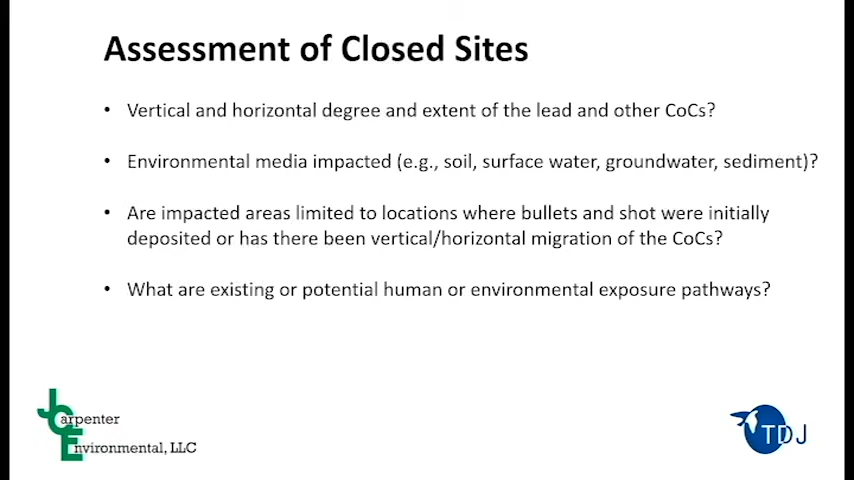 Assessment of Closed Sites
• Vertical and horizontal degree and extent of the lead and other CoCs?
• Environmental media impacted (e.g., soil, surface water, groundwater, sediment)?
• Are impacted areas limited to locations where bullets and shot were initially
deposited or has there been vertical/horizontal migration of the CoCs?
• What are existing or potential human or environmental exposure pathways?
J
Carpenter
Environmental, LLC
TDJ